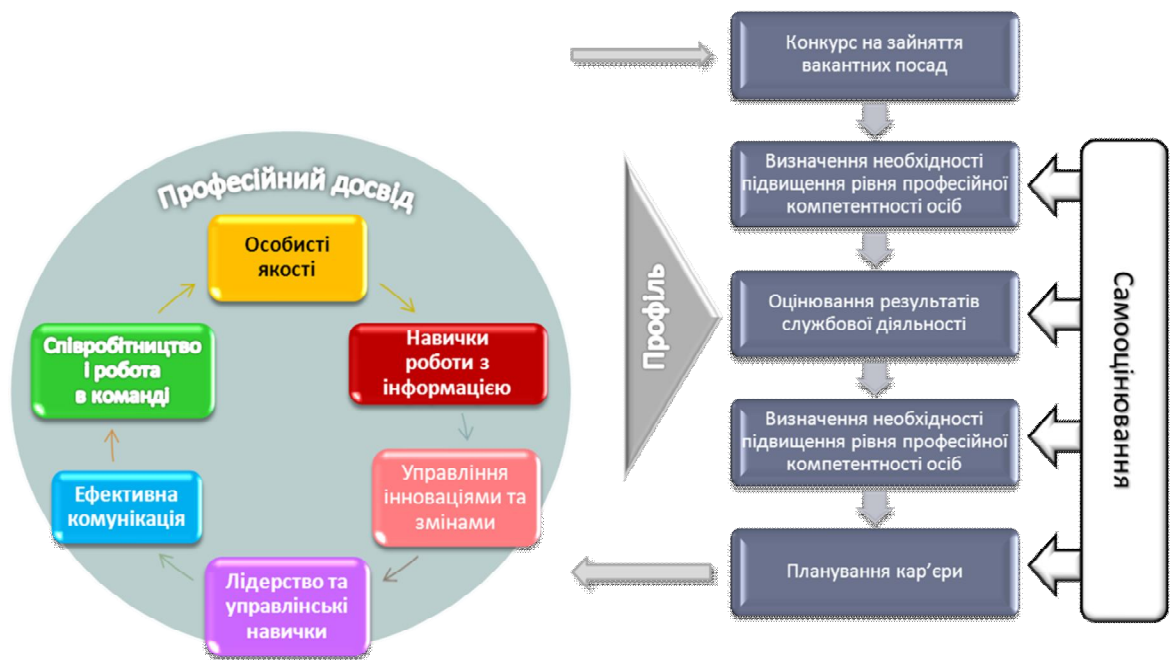 Професійний досвід
Особисті
якості
Навички
роботи з
інформацією
Управління
інноваціями та
змінами
Лідерство та
управлінські
навички
Ефективна
комунікація
Співробітництво
і робота
в команді
Профіль
Конкурс на зайняття
вакантних посад
Визначення необхідності
підвищення рівня професійної
компетентності осіб
Оцінювання результатів
службової діяльності
Визначення необхідності
підвищення рівня професійної
компетентності осіб
Планування кар’єри
Самооцінювання